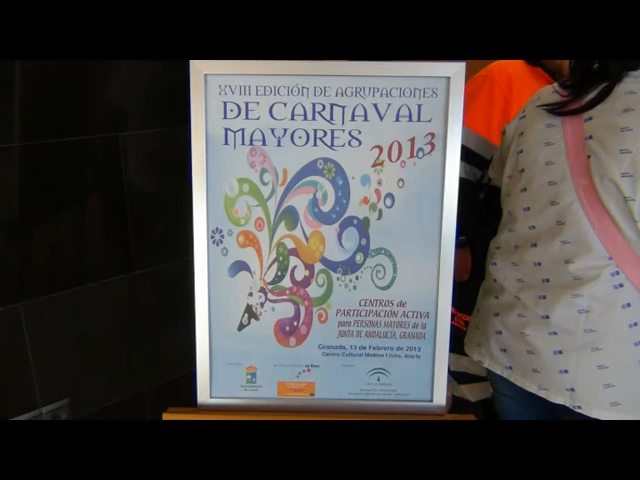 XVIII EDICIÓN DE AGRUPACIONES
DE CARNAVAL
MAYORES
2013
CENTROS de
PARTICIPACIÓN ACTIVA
para PERSONAS MAYORES de la
JUNTA DE ANDALUCÍA, GRANADA
Granada, 13 de Febrero de 2013
Centro Cultural Medina Elvira, Atarfe